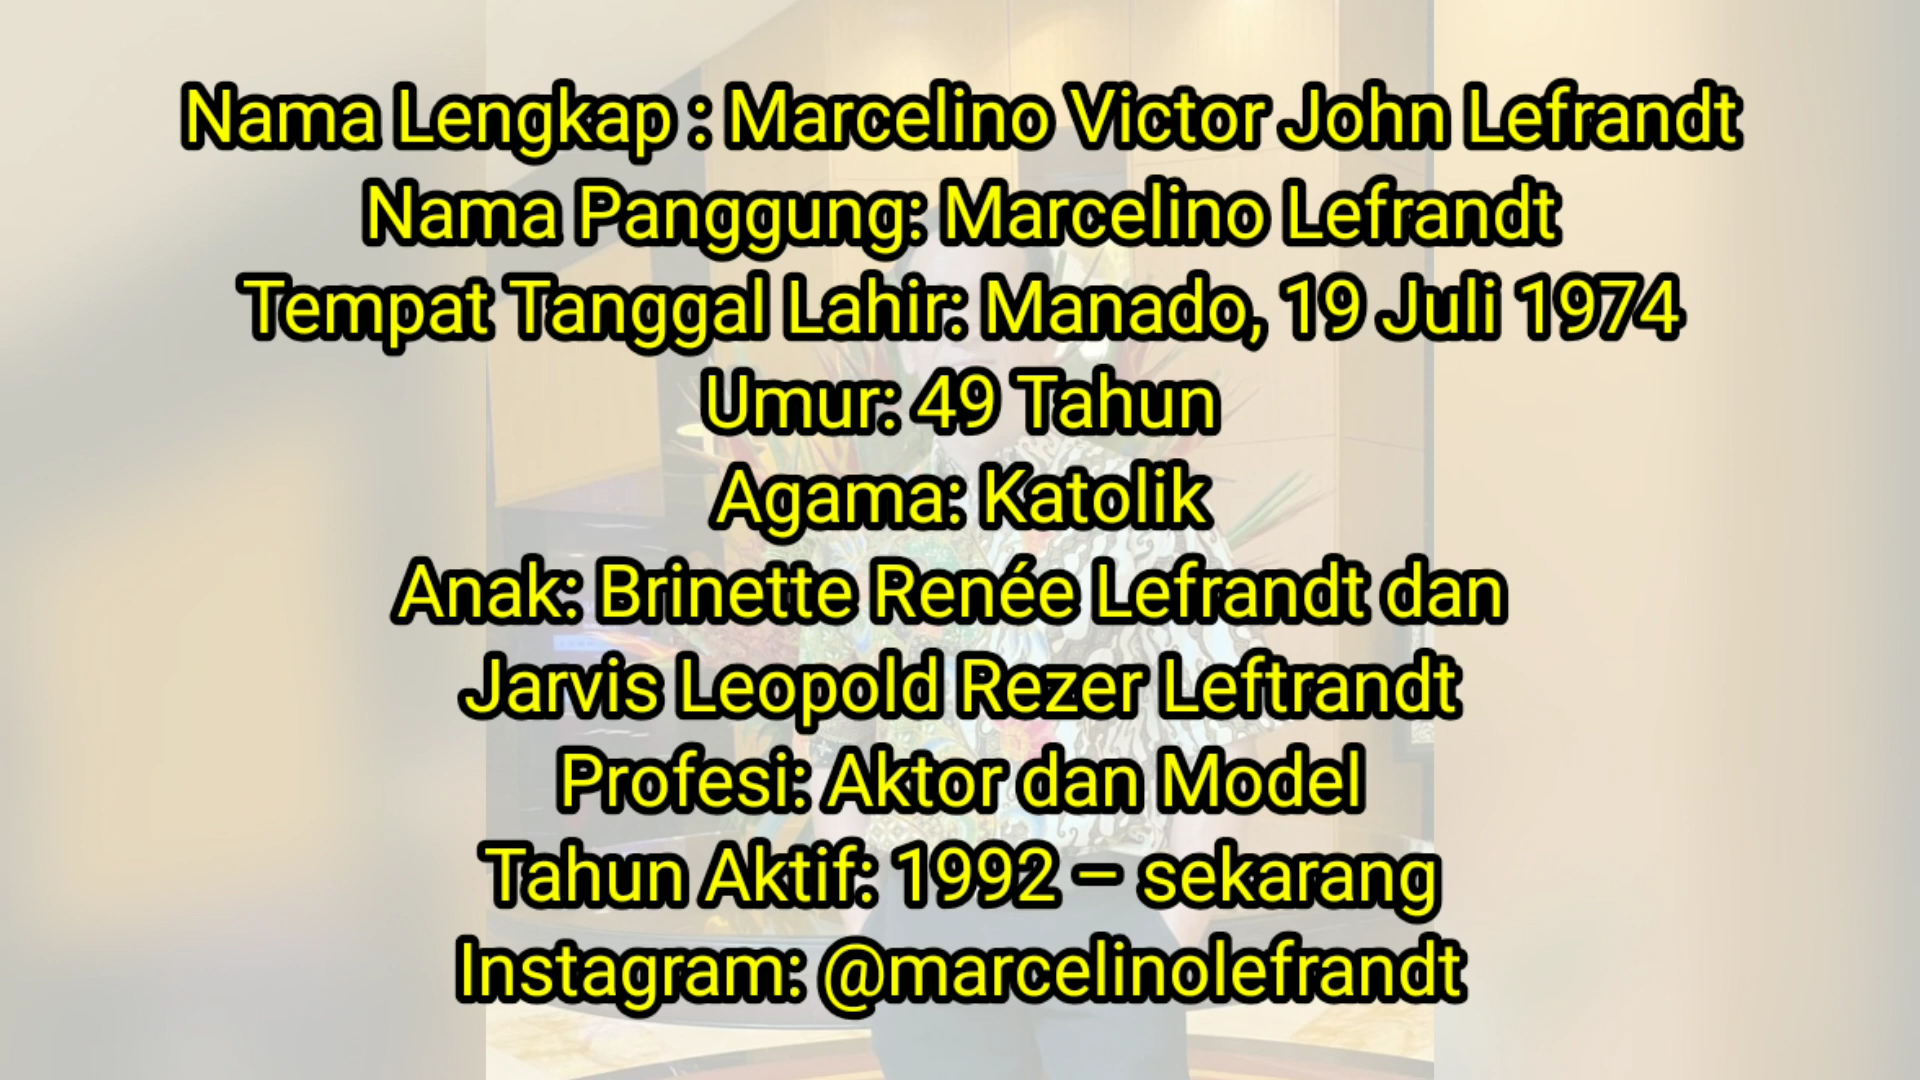 Nama Lengkap : Marcelino Victor John Lefrandt
Nama Panggung: Marcelino Lefrandt
Tempat Tanggal Lahir: Manado, 19 Juli 1974
Umur: 49 Tahun
Agama: Katolik
Anak: Brinette Renée Lefrandt dan
Jarvis Leopold Rezer Leftrandt
Profesi: Aktor dan Model
Tahun Aktif: 1992 – sekarang
Instagram: @marcelinolefrandt